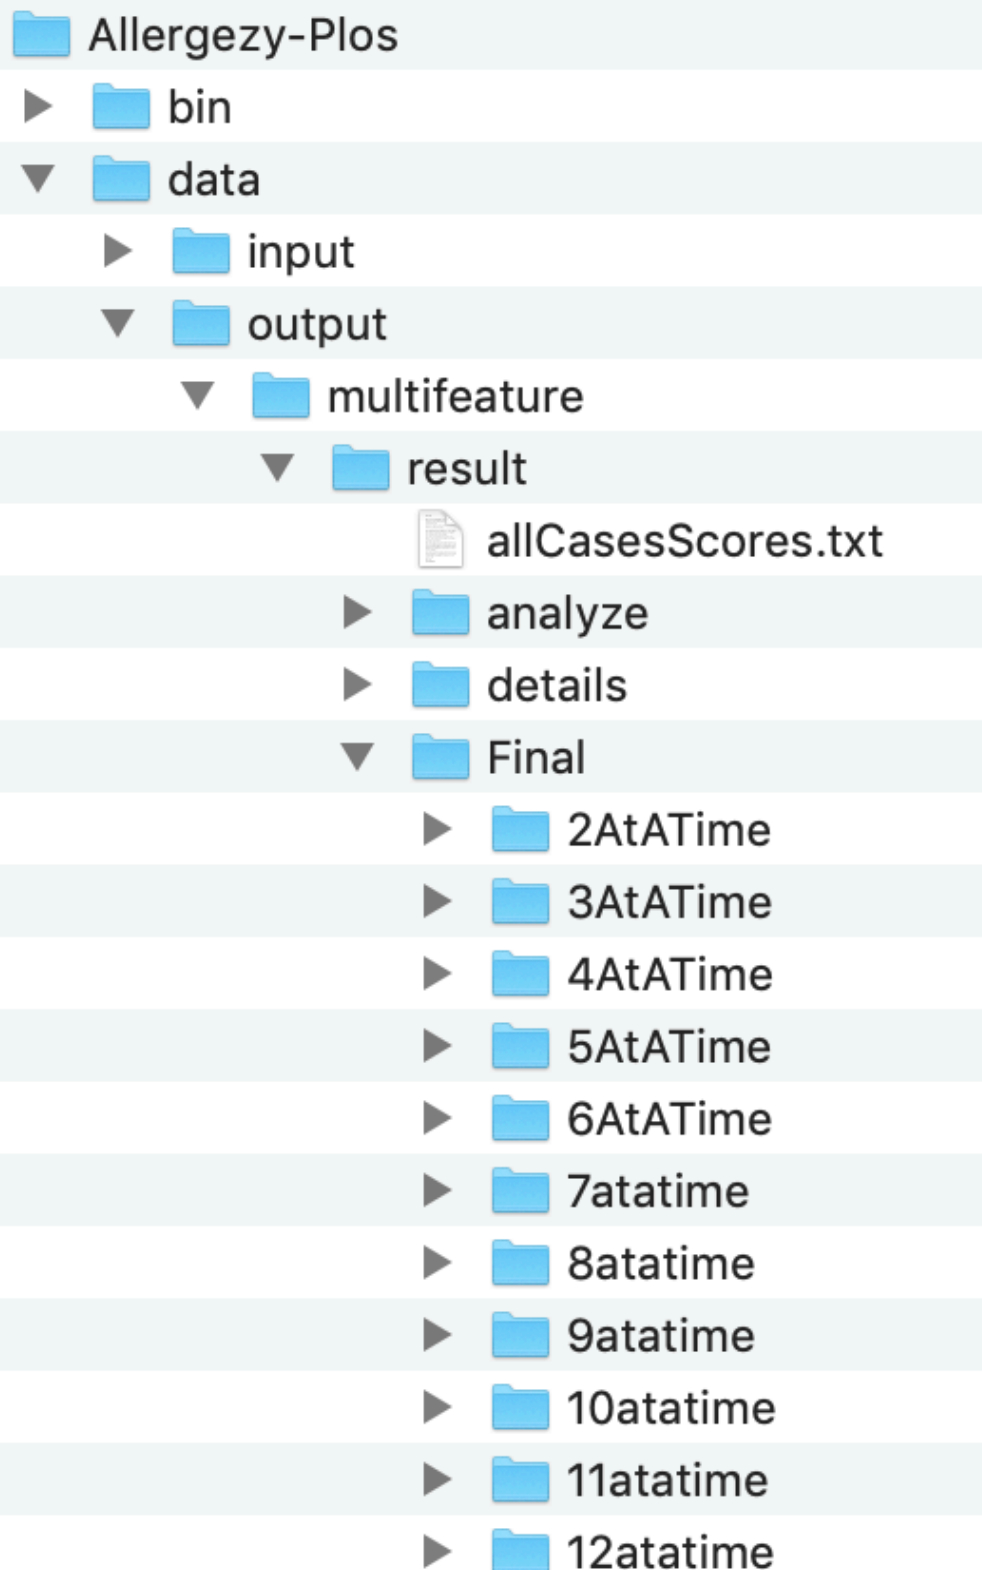 Allergezy-Plos
bin
data
input
output
multifeature
result
allCasesScores.txt
analyze
details
Final
2AtATime
3AtATime
4AtATime
5AtATime
6AtATime
7atatime
8atatime
9atatime
10atatime
11atatime
12atatime